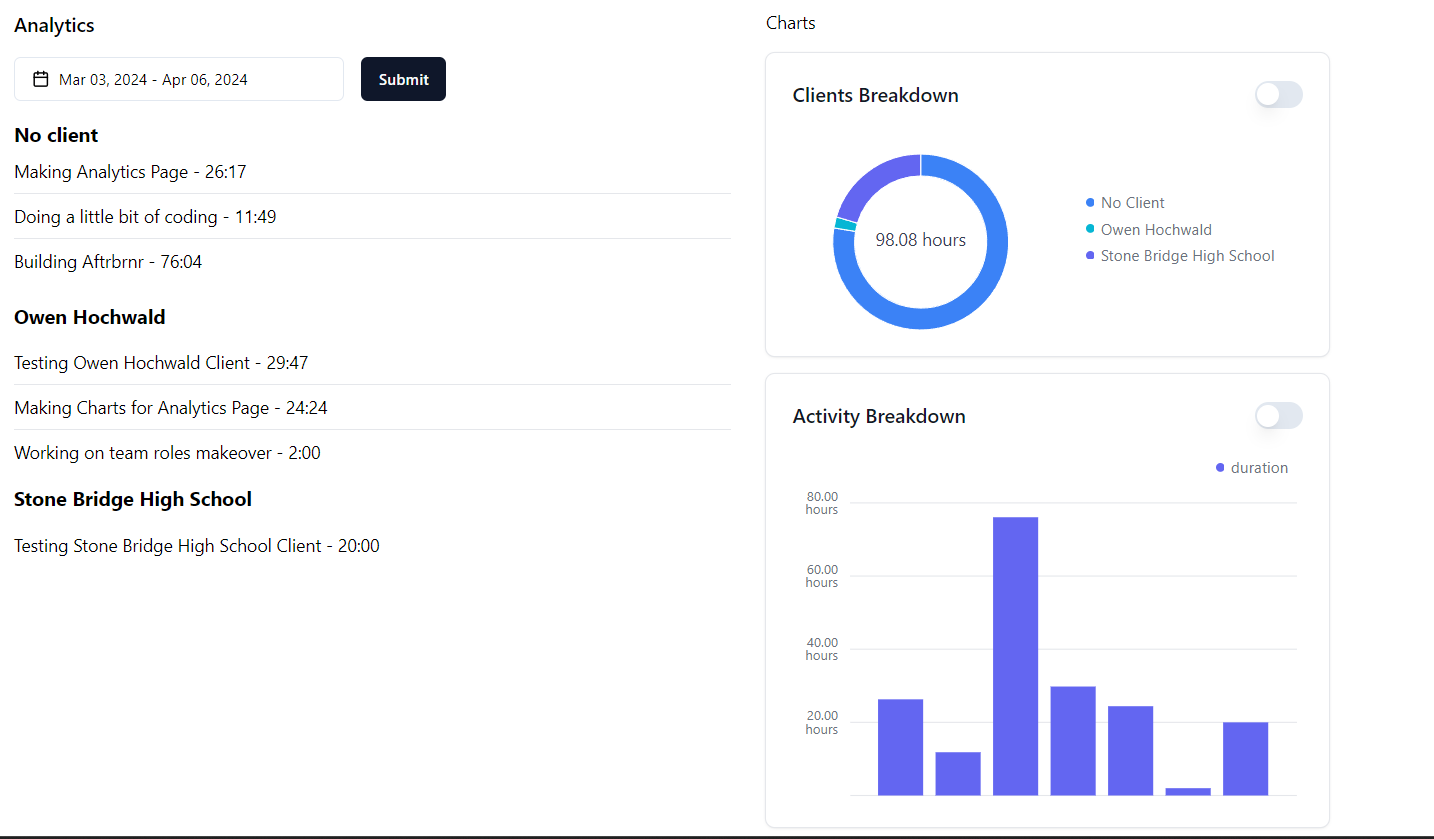 Analytics
Mar 03, 2024 - Apr 06, 2024
Submit
No client
Making Analytics Page - 26:17
Doing a little bit of coding - 11:49
Building Aftrbrnr - 76:04
Owen Hochwald
Testing Owen Hochwald Client - 29:47
Making Charts for Analytics Page - 24:24
Working on team roles makeover - 2:00
Stone Bridge High School
Testing Stone Bridge High School Client - 20:00
Charts
Clients Breakdown
98.08 hours
No Client
Owen Hochwald
Stone Bridge High School
Activity Breakdown
duration
80.00
hours
60.00
hours
40.00
hours
20.00
hours